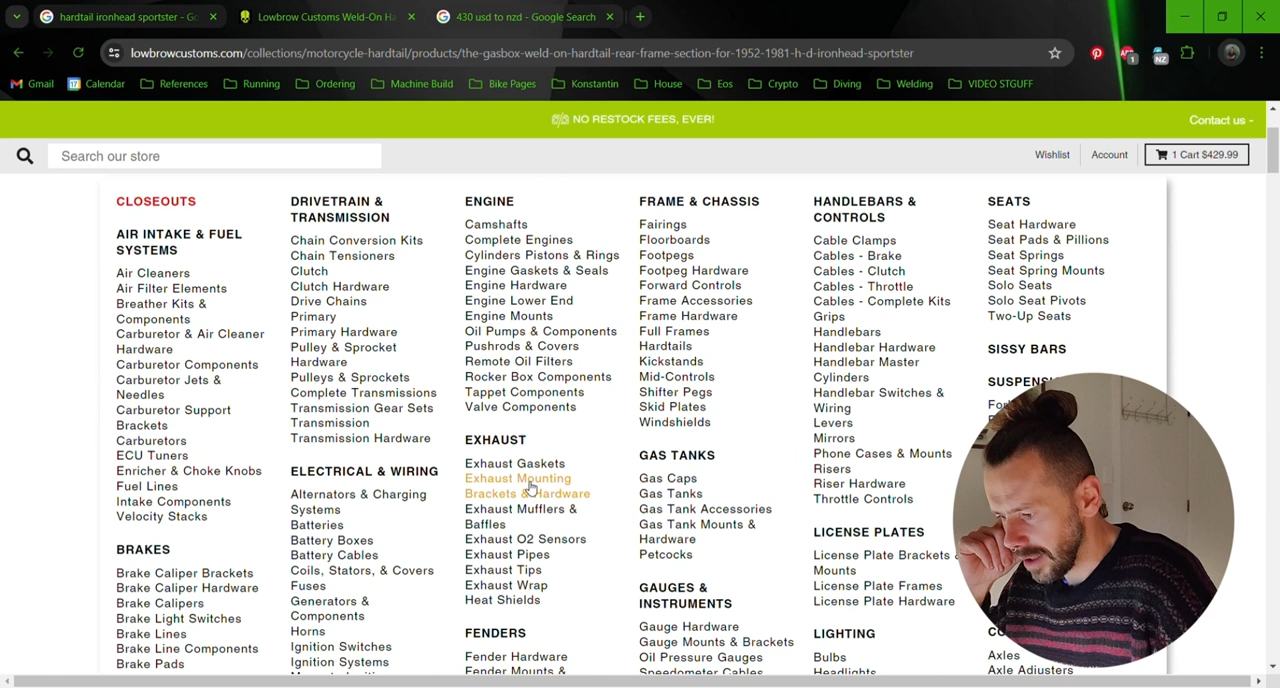 hardtail ironhead sportster - Go
Lowbrow Customs Weld-On Ha
430 usd to nzd - Google Search
lowbrowcustoms.com/collections/motorcycle-hardtail/products/the-gasbox-weld-on-hardtail-rear-frame-section-for-1952-1981-h-d-ironhead-sportster
1
NZ
Gmail
Calendar
References
Running
Ordering
Machine Build
Bike Pages
Konstantin
House
Eos
Crypto
Diving
Welding
VIDEO STGUFF
NO RESTOCK FEES, EVER!
Contact us -
Search our store
Wishlist
Account
1 Cart $429.99
CLOSEOUTS
AIR INTAKE & FUEL
SYSTEMS
Air Cleaners
Air Filter Elements
Breather Kits &
Components
Carburetor & Air Cleaner
Hardware
Carburetor Components
Carburetor Jets &
Needles
Carburetor Support
Brackets
Carburetors
ECU Tuners
Enricher & Choke Knobs
Fuel Lines
Intake Components
Velocity Stacks
BRAKES
Brake Caliper Brackets
Brake Caliper Hardware
Brake Calipers
Brake Light Switches
Brake Lines
Brake Line Components
Brake Pads
DRIVETRAIN &
TRANSMISSION
Chain Conversion Kits
Chain Tensioners
Clutch
Clutch Hardware
Drive Chains
Primary
Primary Hardware
Pulley & Sprocket
Hardware
Pulleys & Sprockets
Complete Transmissions
Transmission Gear Sets
Transmission
Transmission Hardware
ELECTRICAL & WIRING
Alternators & Charging
Systems
Batteries
Battery Boxes
Battery Cables
Coils, Stators, & Covers
Fuses
Generators &
Components
Horns
Ignition Switches
Ignition Systems
ENGINE
Camshafts
Complete Engines
Cylinders Pistons & Rings
Engine Gaskets & Seals
Engine Hardware
Engine Lower End
Engine Mounts
Oil Pumps & Components
Pushrods & Covers
Remote Oil Filters
Rocker Box Components
Tappet Components
Valve Components
EXHAUST
Exhaust Gaskets
Exhaust Mounting
Brackets & Hardware
Exhaust Mufflers &
Baffles
Exhaust O2 Sensors
Exhaust Pipes
Exhaust Tips
Exhaust Wrap
Heat Shields
FENDERS
Fender Hardware
Fender Mounts &
FRAME & CHASSIS
Fairings
Floorboards
Footpegs
Footpeg Hardware
Forward Controls
Frame Accessories
Frame Hardware
Full Frames
Hardtails
Kickstands
Mid-Controls
Shifter Pegs
Skid Plates
Windshields
GAS TANKS
Gas Caps
Gas Tanks
Gas Tank Accessories
Gas Tank Mounts &
Hardware
Petcocks
GAUGES &
INSTRUMENTS
Gauge Hardware
Gauge Mounts & Brackets
Oil Pressure Gauges
Speedometer Cables
HANDLEBARS &
CONTROLS
Cable Clamps
Cables - Brake
Cables - Clutch
Cables - Throttle
Cables - Complete Kits
Grips
Handlebars
Handlebar Hardware
Handlebar Master
Cylinders
Handlebar Switches &
Wiring
Levers
Mirrors
Phone Cases & Mounts
Risers
Riser Hardware
Throttle Controls
LICENSE PLATES
License Plate Brackets
Mounts
License Plate Frames
License Plate Hardware
LIGHTING
Bulbs
Headlights
SEATS
Seat Hardware
Seat Pads & Pillions
Seat Springs
Seat Spring Mounts
Solo Seats
Solo Seat Pivots
Two-Up Seats
SISSY BARS
Axles
Axle Adjusters